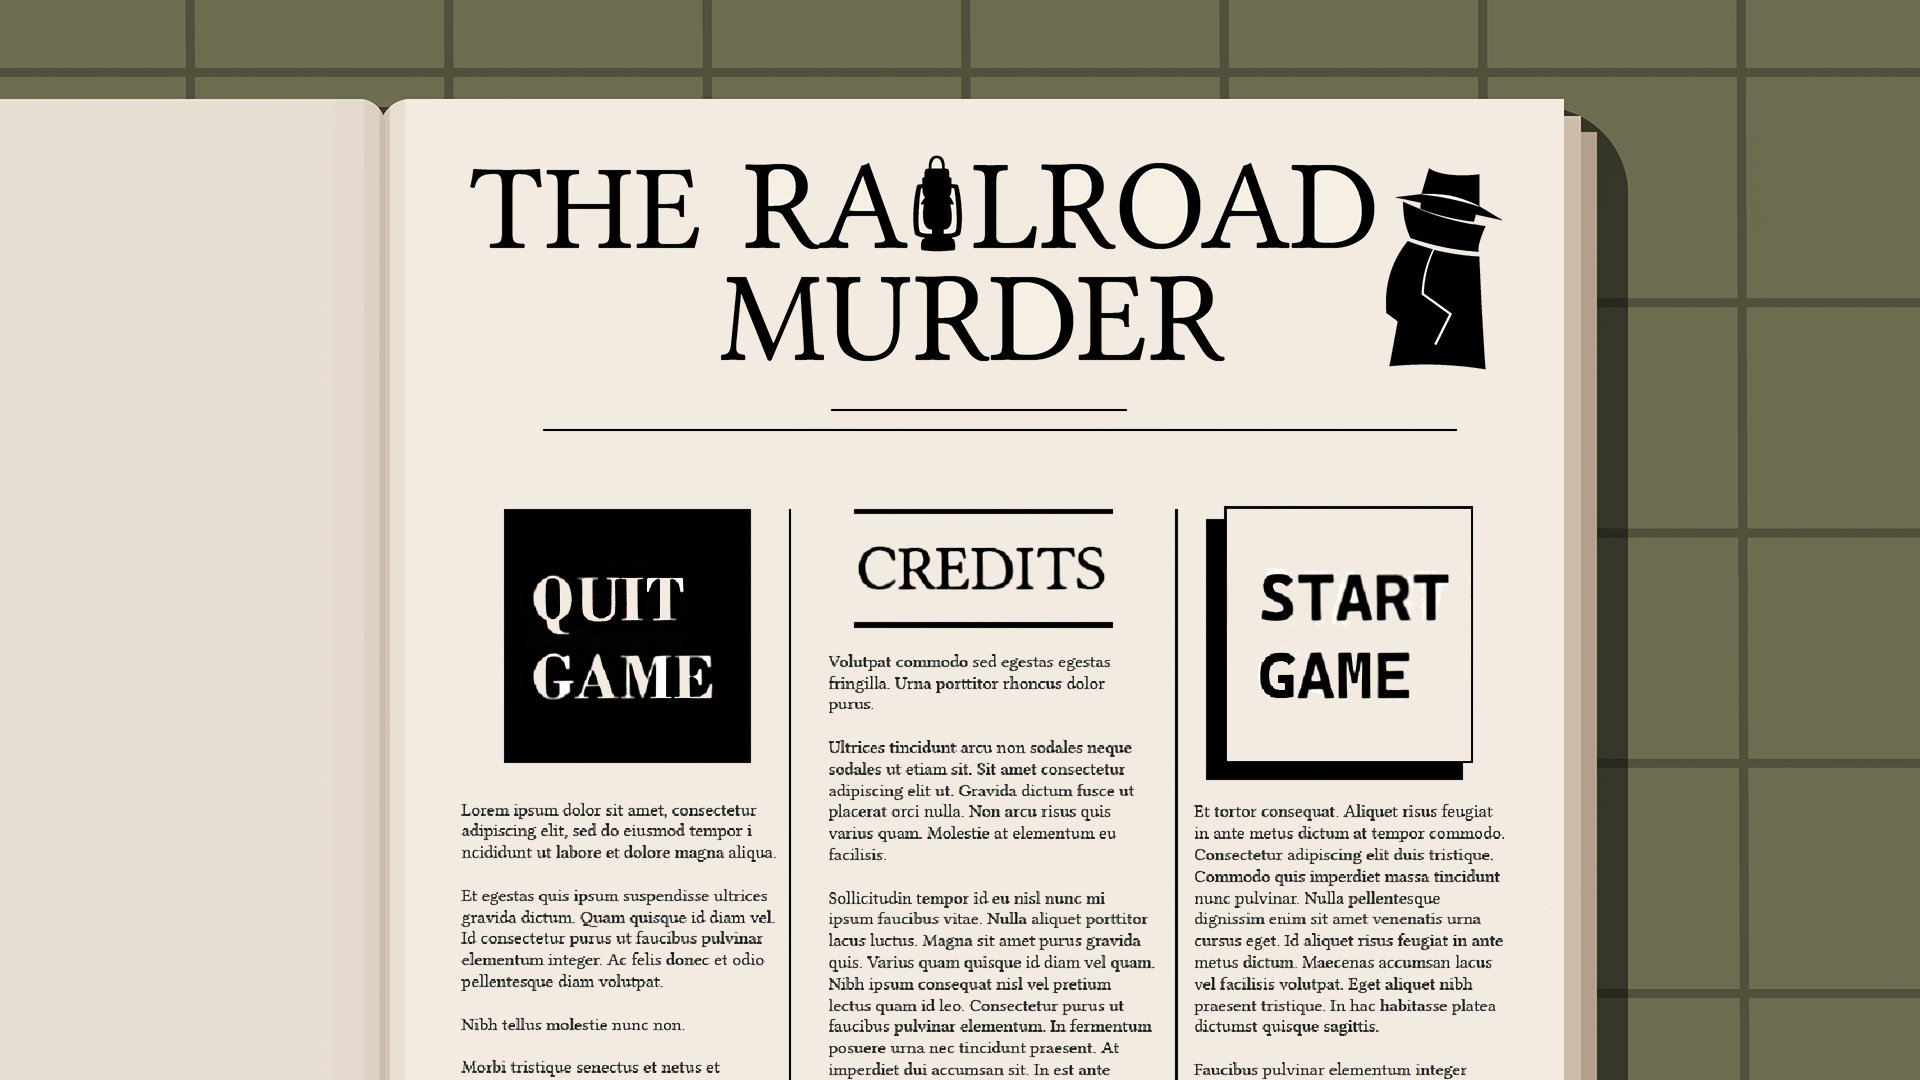 THE RAILROAD
MURDER
QUIT
GAME
Lorem ipsum dolor sit amet, consectetur
adipiscing elit, sed do eiusmod tempor i
ncididunt ut labore et dolore magna aliqua.
Et egestas quis ipsum suspendisse ultrices
gravida dictum. Quam quisque id diam vel.
Id consectetur purus ut faucibus pulvinar
elementum integer. Ac felis donec et odio
pellentesque diam volutpat.
Nibh tellus molestie nunc non.
Morbi tristique senectus et netus et
CREDITS
Volutpat commodo sed egestas egestas
fringilla. Urna porttitor rhoncus dolor
purus.
Ultrices tincidunt arcu non sodales neque
sodales ut etiam sit. Sit amet consectetur
adipiscing elit ut. Gravida dictum fusce ut
placerat orci nulla. Non arcu risus quis
varius quam. Molestie at elementum eu
facilisis.
Sollicitudin tempor id eu nisl nunc mi
ipsum faucibus vitae. Nulla aliquet porttitor
lacus luctus. Magna sit amet purus gravida
quis. Varius quam quisque id diam vel quam.
Nibh ipsum consequat nisl vel pretium
lectus quam id leo. Consectetur purus ut
faucibus pulvinar elementum. In fermentum
posuere urna nec tincidunt praesent. At
imperdiet dui accumsan sit. In est ante
START
GAME
Et tortor consequat. Aliquet risus feugiat
in ante metus dictum at tempor commodo.
Consectetur adipiscing elit duis tristique.
Commodo quis imperdiet massa tincidunt
nunc pulvinar. Nulla pellentesque
dignissim enim sit amet venenatis urna
cursus eget. Id aliquet risus feugiat in ante
metus dictum. Maecenas accumsan lacus
vel facilisis volutpat. Eget aliquet nibh
praesent tristique. In hac habitasse platea
dictumst quisque sagittis.
Faucibus pulvinar elementum integer